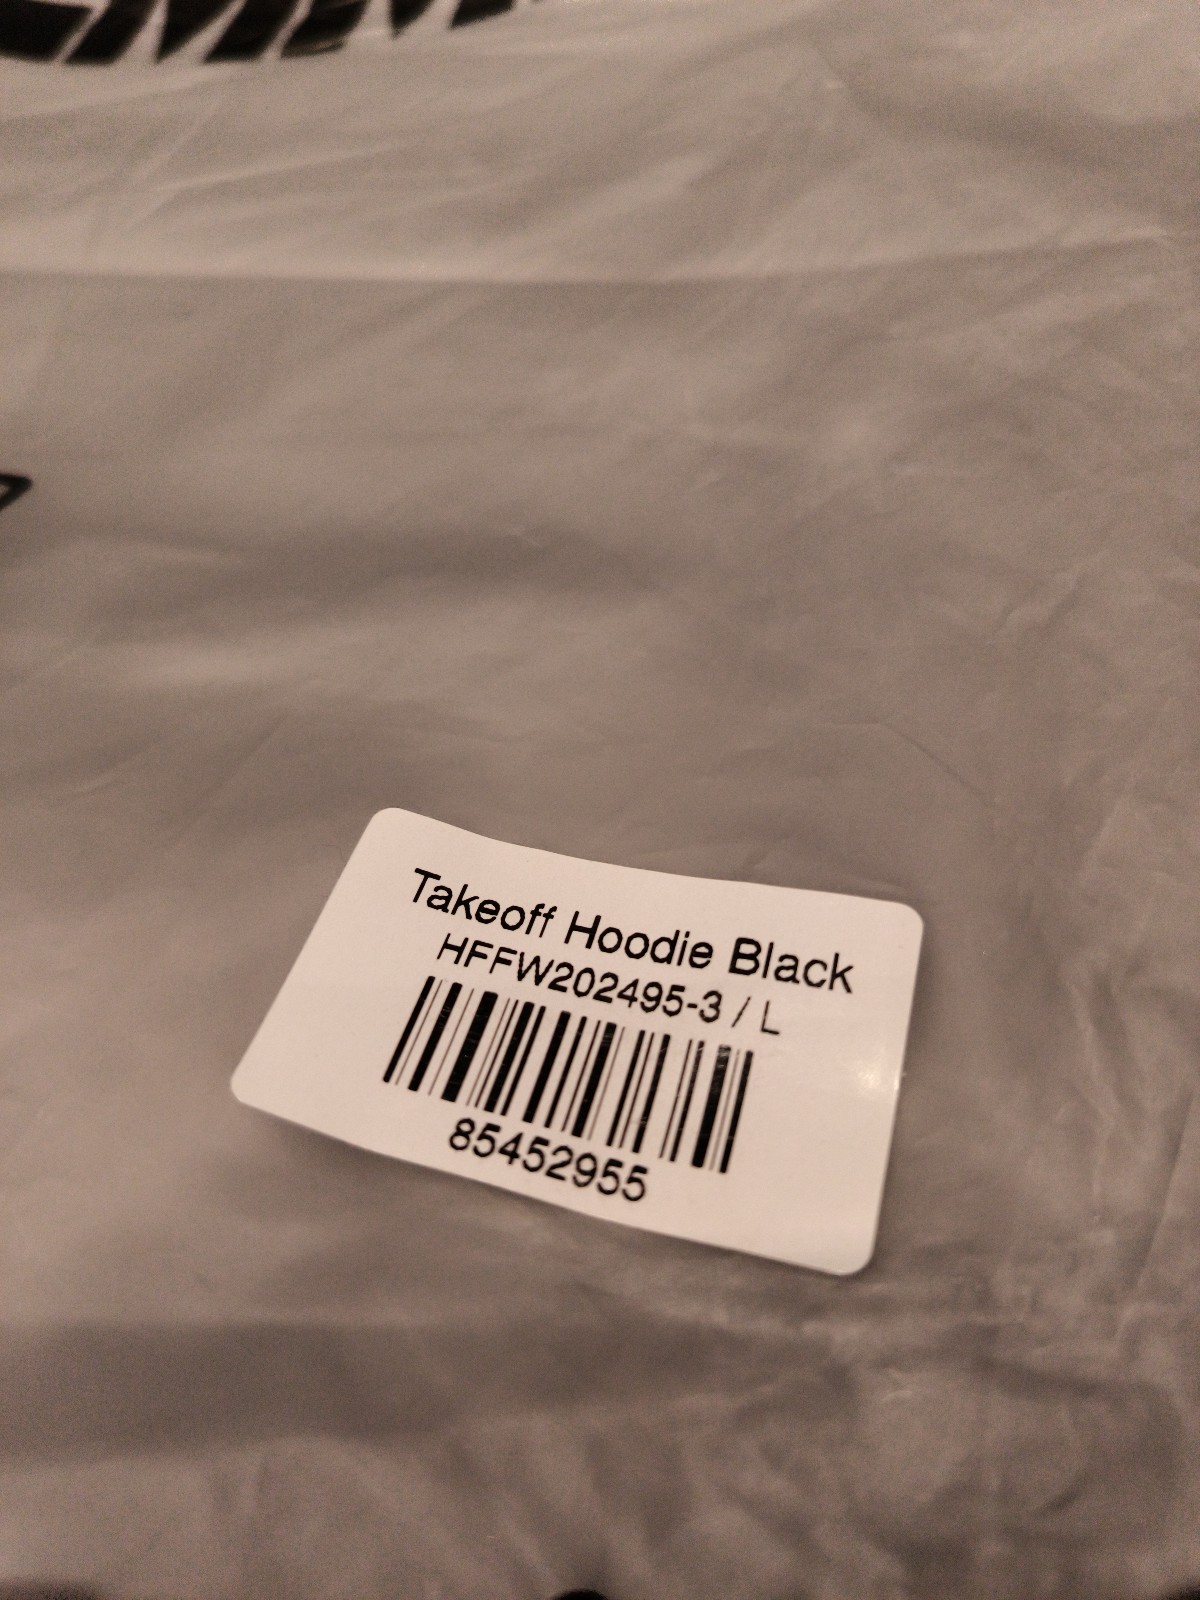 Takeoff Hoodie Black
HFFW202495-3 / L
85452955